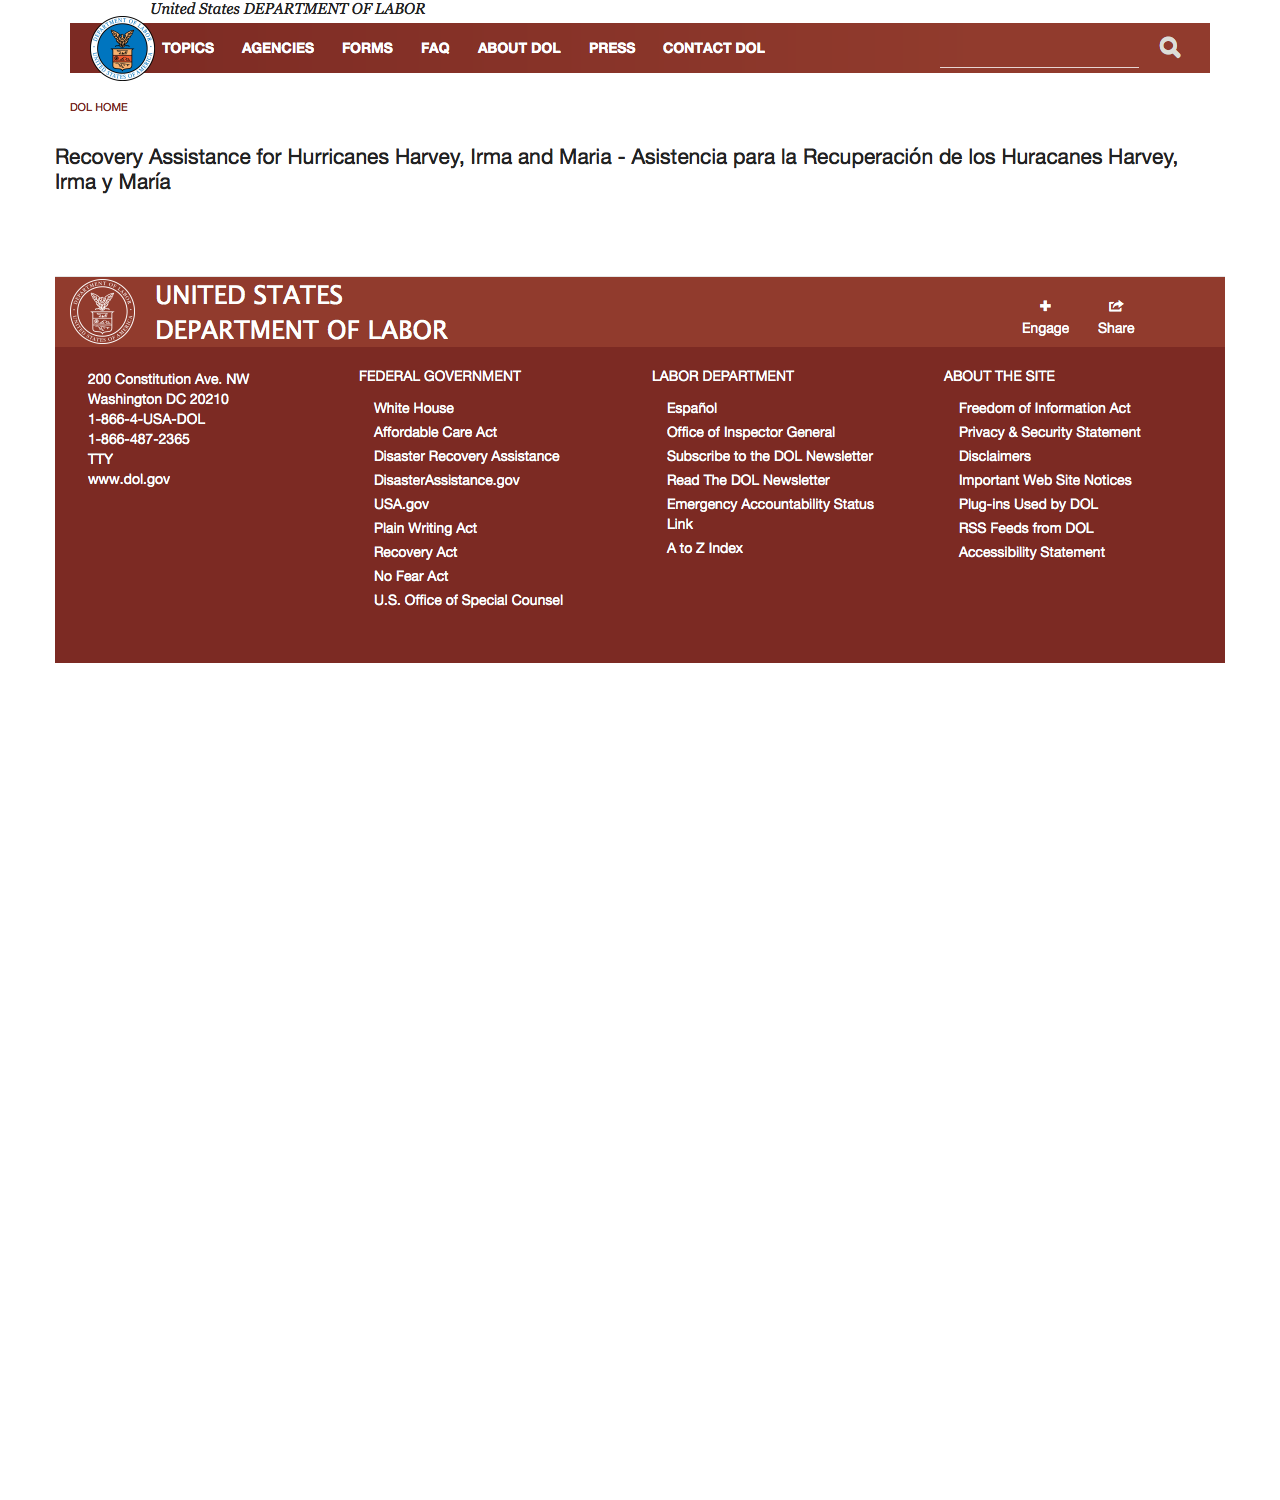 United States DEPARTMENT OF LABOR
TOPICS AGENCIES FORMS FAQ ABOUT DOL PRESS CONTACT DOL
DOL HOME
Recovery Assistance for Hurricanes Harvey, Irma and Maria - Asistencia para la Recuperación de los Huracanes Harvey,
Irma y María
UNITED STATES
DEPARTMENT OF LABOR
Engage Share
200 Constitution Ave. NW
Washington DC 20210
1-866-4-USA-DOL
1-866-487-2365
TTY
www.dol.gov
FEDERAL GOVERNMENT
White House
Affordable Care Act
Disaster Recovery Assistance
DisasterAssistance.gov
USA.gov
Plain Writing Act
Recovery Act
No Fear Act
U.S. Office of Special Counsel
LABOR DEPARTMENT
Español
Office of Inspector General
Subscribe to the DOL Newsletter
Read The DOL Newsletter
Emergency Accountability Status
Link
A to Z Index
ABOUT THE SITE
Freedom of Information Act
Privacy & Security Statement
Disclaimers
Important Web Site Notices
Plug-ins Used by DOL
RSS Feeds from DOL
Accessibility Statement